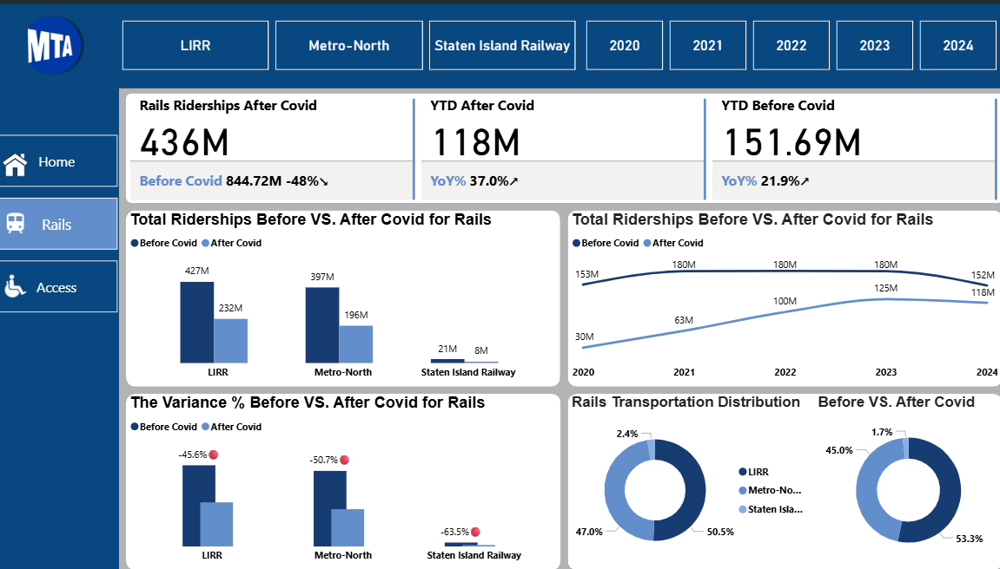 MTA
LIRR
Metro-North
Staten Island Railway
2020
2021
2022
2023
2024
Home
Rails
Access
Rails Riderships After Covid
436M
Before Covid 844.72M -48%↘
YTD After Covid
118M
YoY% 37.0%↗
YTD Before Covid
151.69M
YoY% 21.9%↗
Total Riderships Before VS. After Covid for Rails
Before Covid After Covid
427M
232M
397M
196M
21M
8M
LIRR
Metro-North
Staten Island Railway
Total Riderships Before VS. After Covid for Rails
Before Covid After Covid
153M
180M
180M
180M
152M
30M
63M
100M
125M
118M
2020
2021
2022
2023
2024
The Variance % Before VS. After Covid for Rails
Before Covid After Covid
-45.6%
-50.7%
-63.5%
LIRR
Metro-North
Staten Island Railway
Rails Transportation Distribution
Before VS. After Covid
2.4%
47.0%
50.5%
LIRR
Metro-No...
Staten Isla...
1.7%
45.0%
53.3%